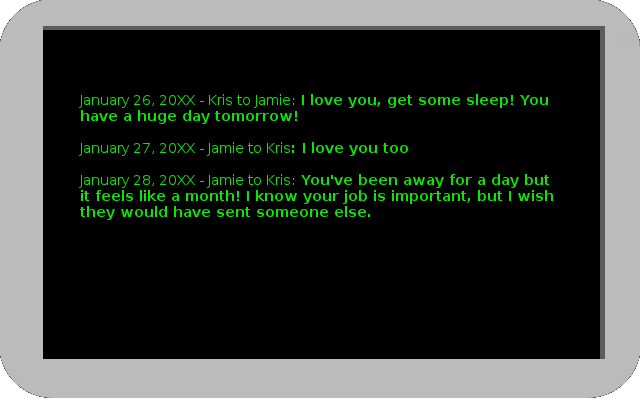 January 26, 20XX - Kris to Jamie: I love you, get some sleep! You
have a huge day tomorrow!
January 27, 20XX - Jamie to Kris: I love you too
January 28, 20XX - Jamie to Kris: You've been away for a day but
it feels like a month! I know your job is important, but I wish
they would have sent someone else.